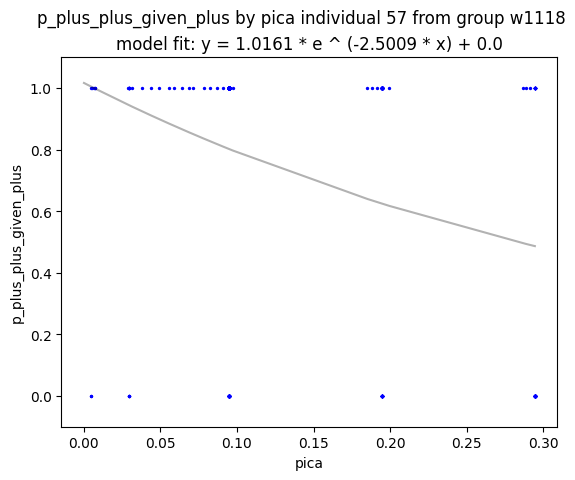 p_plus_plus_given_plus by pica individual 57 from group w1118
model fit: y = 1.0161 * e ^ (-2.5009 * x) + 0.0
p_plus_plus_given_plus
1.0
0.8
0.6
0.4
0.2
0.0
0.00 0.05 0.10 0.15 0.20 0.25 0.30
pica